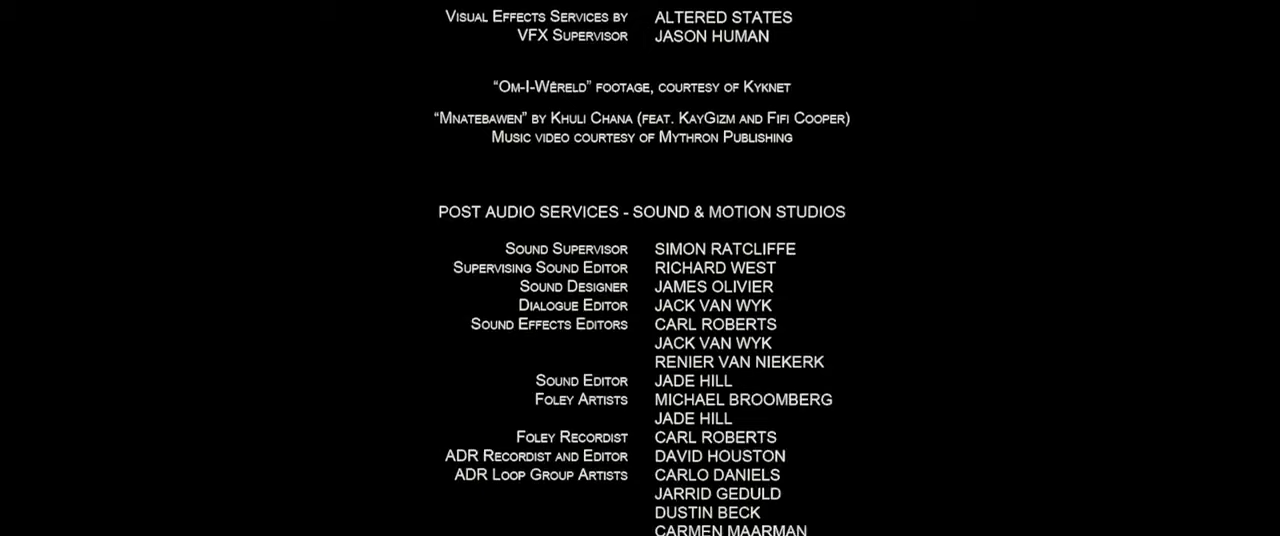 Visual Effects Services by ALTERED STATES
VFX Supervisor JASON HUMAN
“Om-I-Wêreld” footage, courtesy of Kyknet
“Mnatebawen” by Khuli Chana (feat. KayGizm and Fifi Cooper)
Music video courtesy of Mythron Publishing
POST AUDIO SERVICES - SOUND & MOTION STUDIOS
Sound Supervisor SIMON RATCLIFFE
Supervising Sound Editor RICHARD WEST
Sound Designer JAMES OLIVIER
Dialogue Editor JACK VAN WYK
Sound Effects Editors CARL ROBERTS
JACK VAN WYK
RENIER VAN NIEKERK
Sound Editor JADE HILL
Foley Artists MICHAEL BROOMBERG
JADE HILL
Foley Recordist CARL ROBERTS
ADR Recordist and Editor DAVID HOUSTON
ADR Loop Group Artists CARLO DANIELS
JARRID GEDULD
DUSTIN BECK
CARMEN MAARMAN